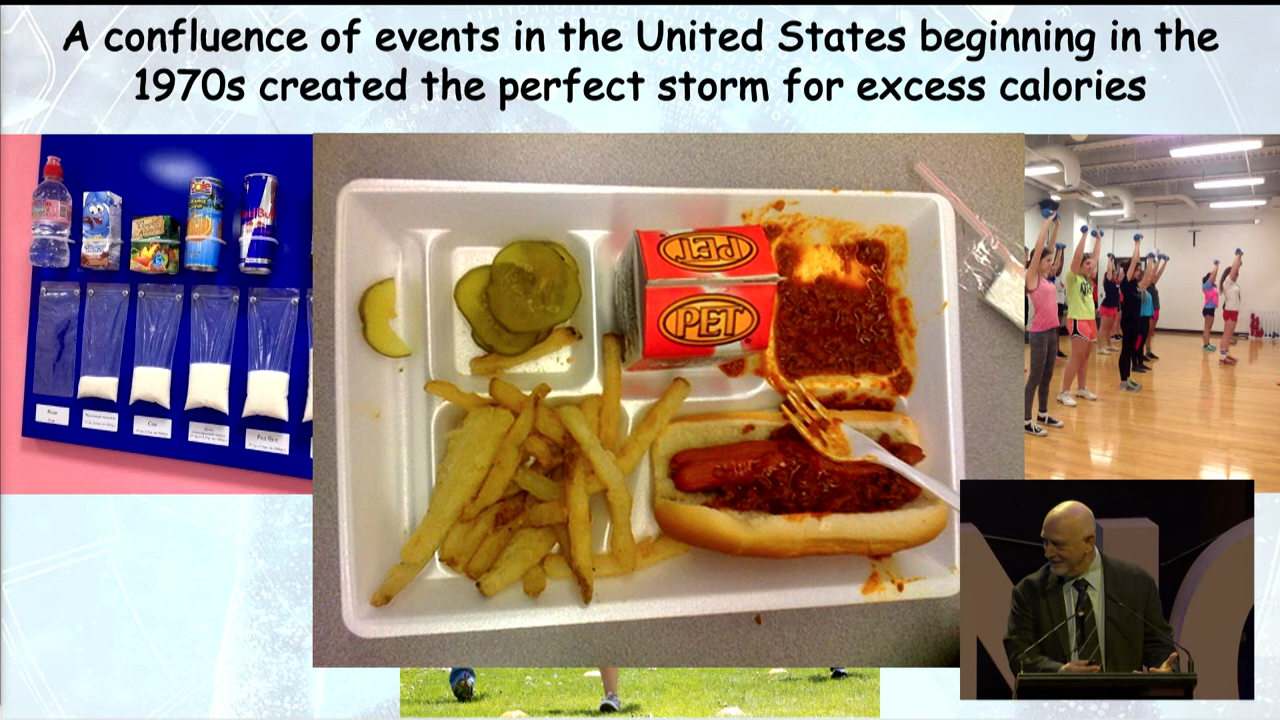 A confluence of events in the United States beginning in the
1970s created the perfect storm for excess calories
PET
PET